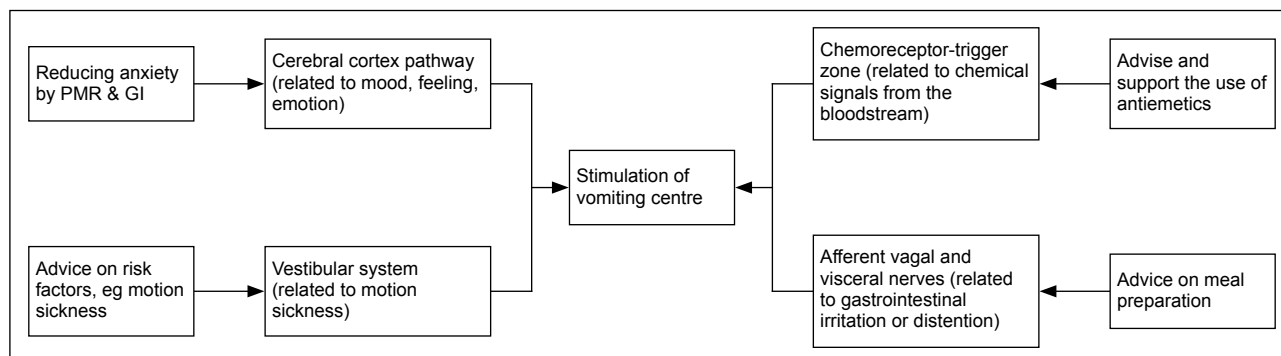 Reducing anxiety
by PMR & GI
Cerebral cortex pathway
(related to mood, feeling,
emotion)
Chemoreceptor-trigger
zone (related to chemical
signals from the
bloodstream)
Advise and
support the use of
antiemetics
Stimulation of
vomiting centre
Advice on risk
factors, eg motion
sickness
Vestibular system
(related to motion
sickness)
Afferent vagal and
visceral nerves (related
to gastrointestinal
irritation or distention)
Advice on meal
preparation